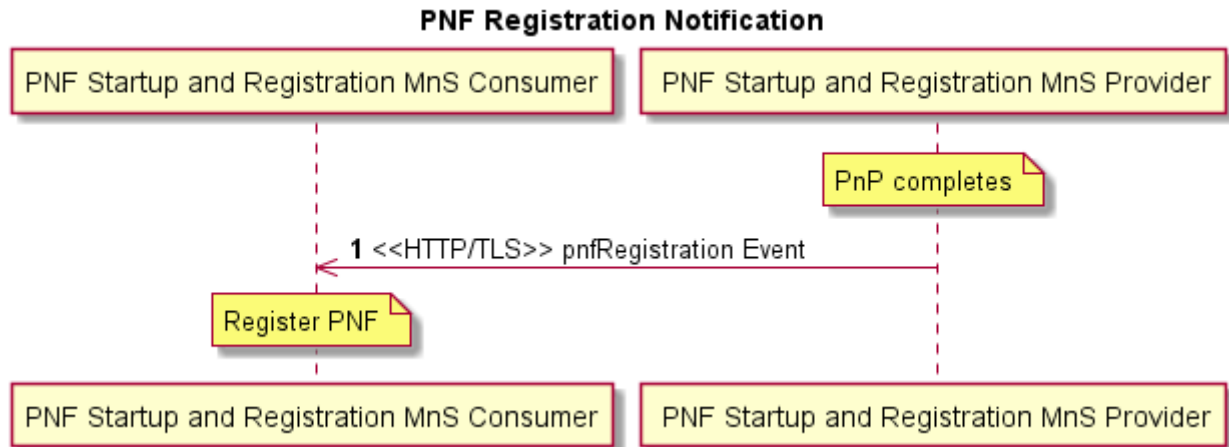 PNF Registration Notification
PNF Startup and Registration MnS Consumer
PNF Startup and Registration MnS Provider
PnP completes
1 <<HTTP/TLS>> pnfRegistration Event
Register PNF
PNF Startup and Registration MnS Consumer
PNF Startup and Registration MnS Provider